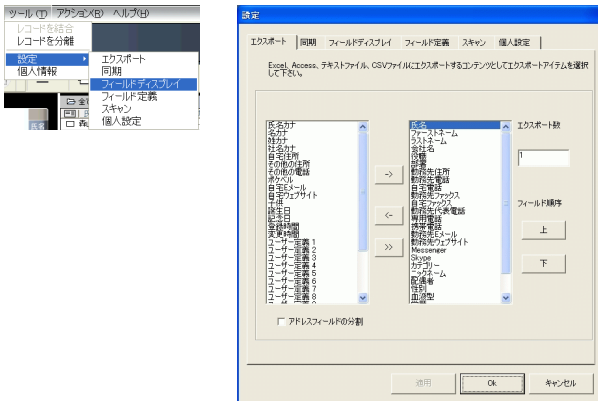 ツール(T) アクション(R) ヘルプ(H)
レコードを結合
レコードを分離
設定
個人情報
エクスポート
同期
フィールドディスプレイ
フィールド定義
スキャン
個人設定
氏名
設定
エクスポート 同期 フィールドディスプレイ フィールド定義 スキャン 個人設定
Excel, Access, テキストファイル、CSVファイルにエクスポートするコンテンツとしてエクスポートアイテムを選択
して下さい。
氏名カナ
名カナ
姓カナ
社名カナ
自宅住所
その他の住所
その他の電話
ポケベル
自宅Eメール
自宅ウェブサイト
子供
誕生日
記念日
登録時間
変更時間
ユーザー定義 1
ユーザー定義 2
ユーザー定義 3
ユーザー定義 4
ユーザー定義 5
ユーザー定義 6
ユーザー定義 7
ユーザー定義 8
->
<-
>>
氏名
ファーストネーム
ラストネーム
会社名
役職
部署
勤務先住所
勤務先電話
自宅電話
勤務先ファックス
自宅ファックス
勤務先代表電話
専用電話
携帯電話
勤務先Eメール
勤務先ウェブサイト
Messenger
Skype
カテゴリー
ニックネーム
配偶者
性別
血液型
エクスポート数
1
フィールド順序
上
下
アドレスフィールドの分割
適用 Ok キャンセル